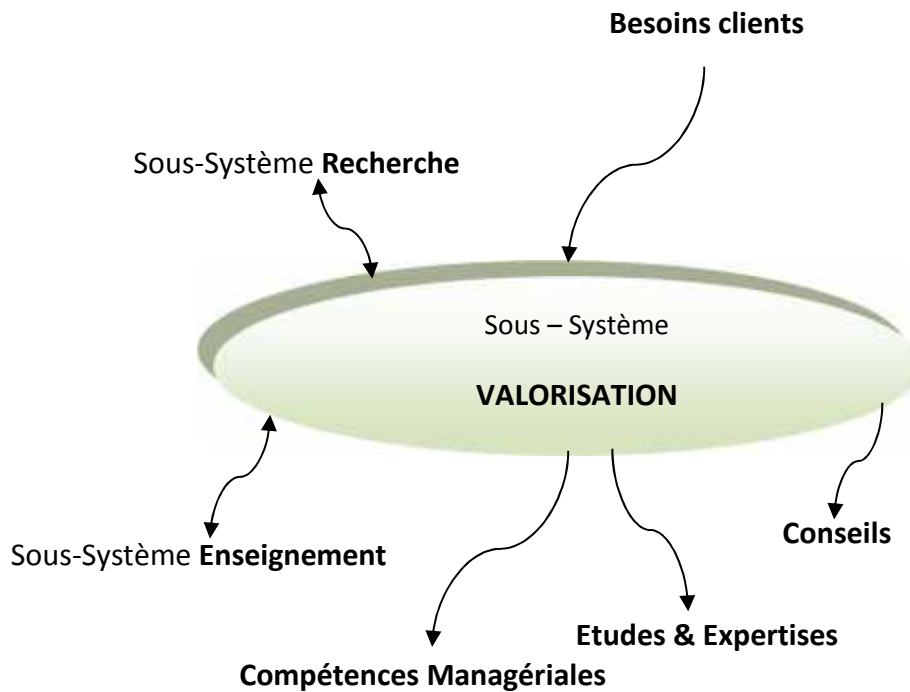 Besoins clients
Sous-Système Recherche
Sous – Système
VALORISATION
Conseils
Sous-Système Enseignement
Etudes & Expertises
Compétences Managériales